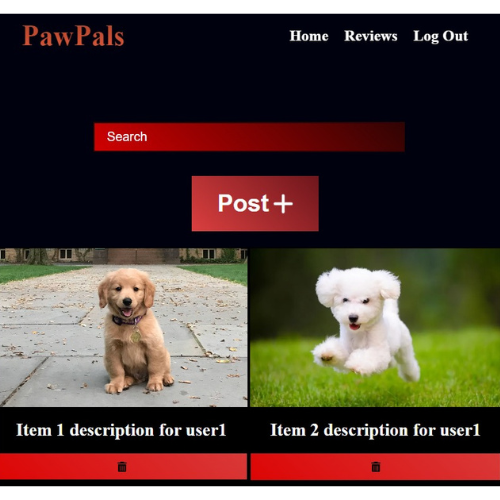 PawPals
Home Reviews Log Out
Search
Post+
Item 1 description for user1
Item 2 description for user1